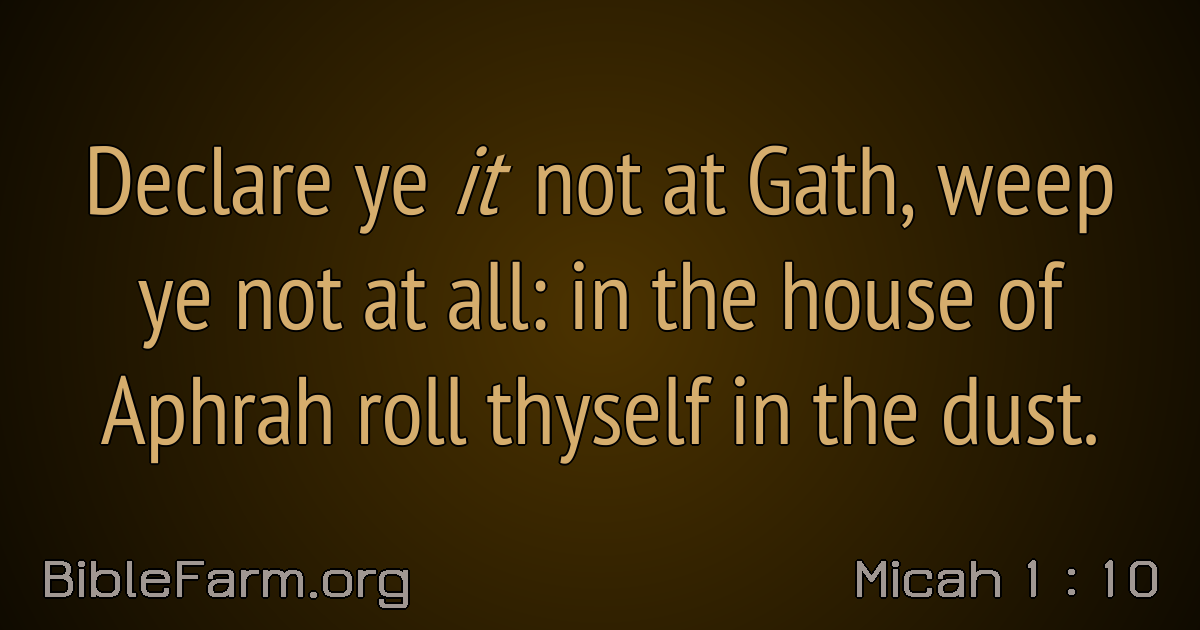 Declare ye it not at Gath, weep
ye not at all: in the house of
Aphrah roll thyself in the dust.
BibleFarm.org
Micah 1 : 10